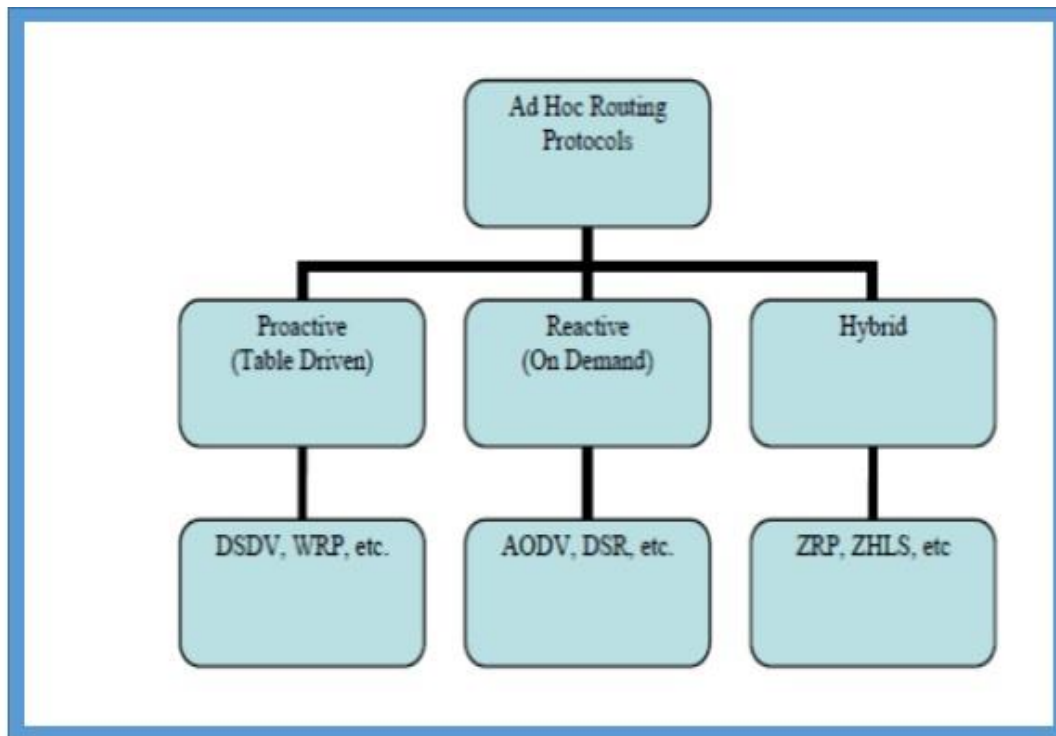 Ad Hoc Routing
Protocols
Proactive
(Table Driven)
Reactive
(On Demand)
Hybrid
DSDV, WRP, etc.
AODV, DSR, etc.
ZRP, ZHLS, etc